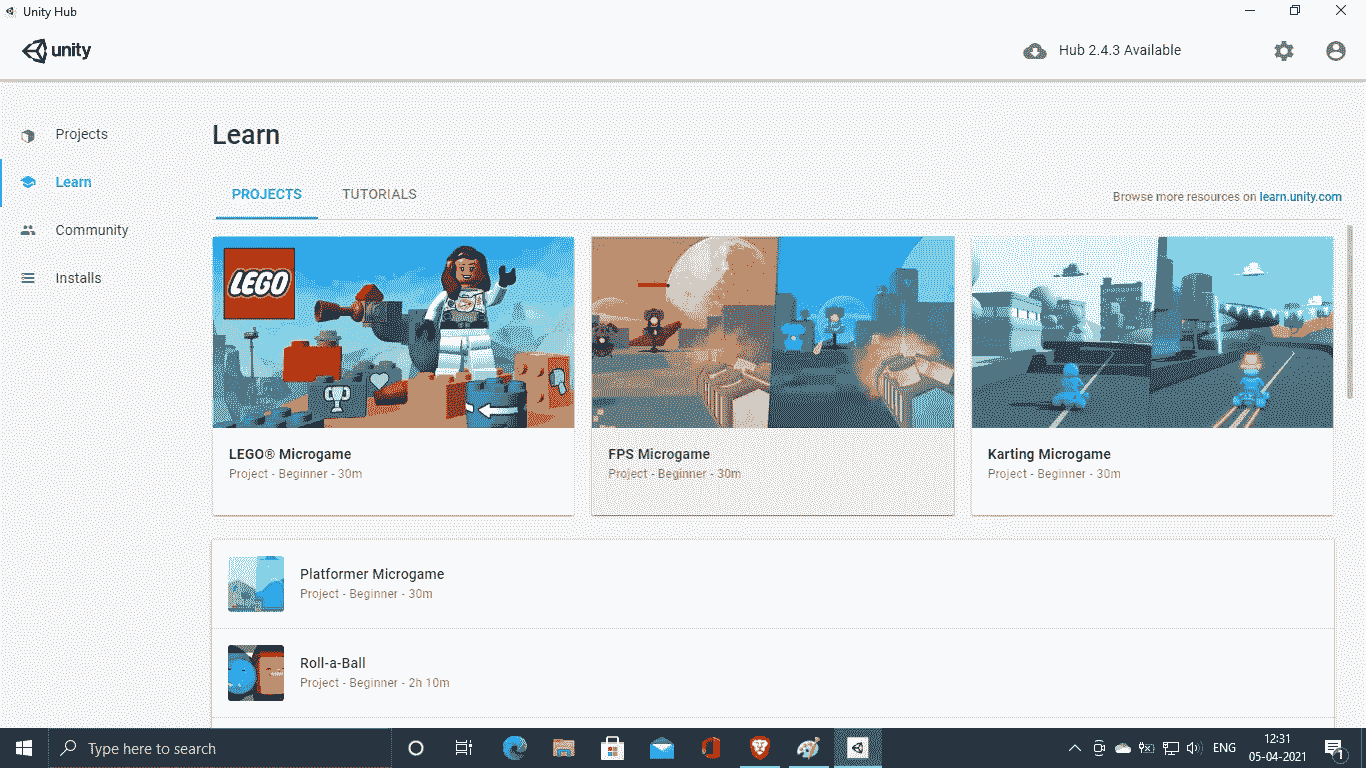 Unity Hub
unity
Hub 2.4.3 Available
Projects
Learn
Community
Installs
Learn
PROJECTS
TUTORIALS
Browse more resources on learn.unity.com
LEGO
LEGO® Microgame
Project - Beginner - 30m
FPS Microgame
Project - Beginner - 30m
Karting Microgame
Project - Beginner - 30m
Platformer Microgame
Project - Beginner - 30m
Roll-a-Ball
Project - Beginner - 2h 10m
Type here to search
ENG
12:31
05-04-2021
1